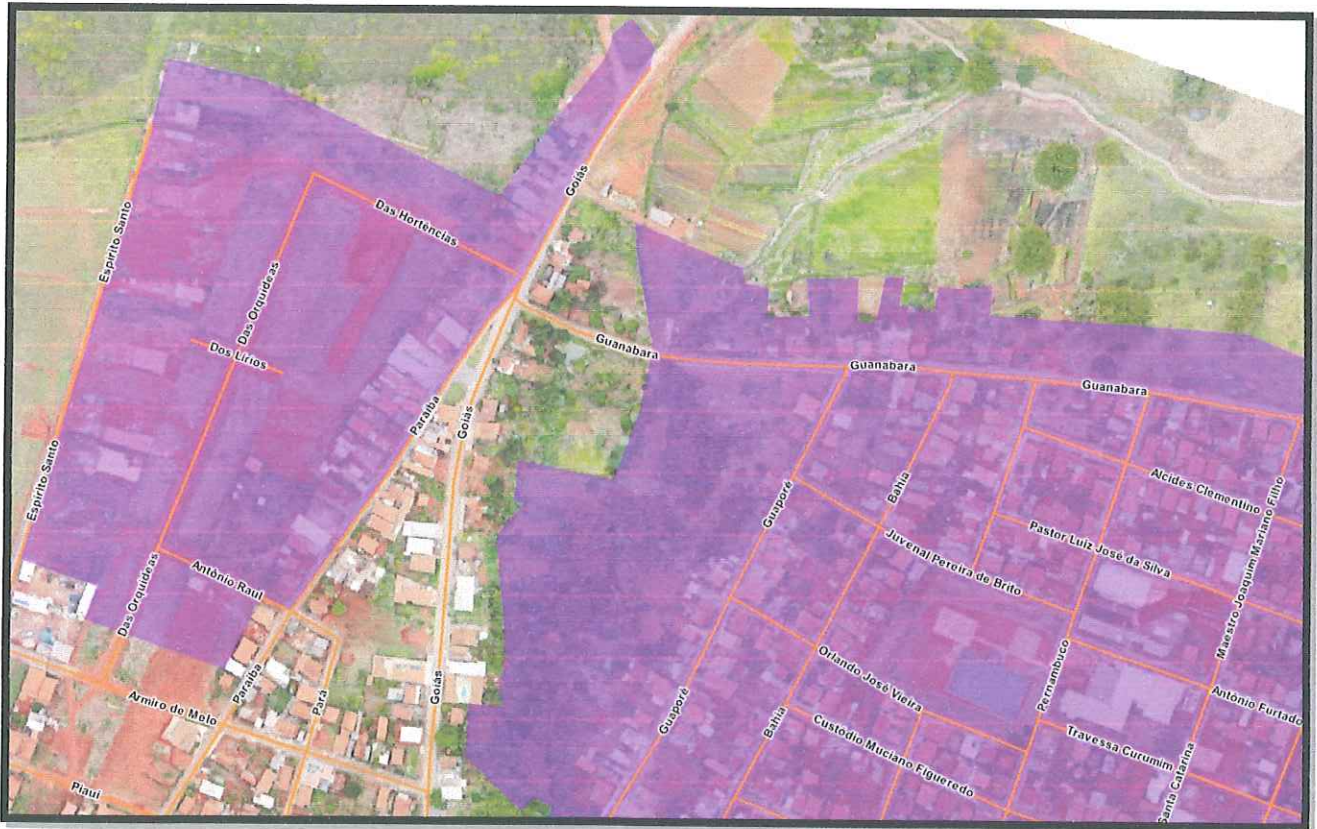 Goiás
Espírito Santo
Das Hortências
Das Orquideas
Dos Lírios
Guanabara
Guanabara
Guanabara
Paraíba
Goiás
Espírito Santo
Alcides Clementino
Guaporé
Bahia
Pastor Luiz José da Silva
Maestro Joaquim Mariano Filho
Juvenal Pereira de Brito
Antônio Raul
Das Orquideas
Orlando José Vieira
Pernambuco
Antônio Furtado
Paraíba
Pará
Goiás
Guaporé
Bahia
Armiro de Melo
Custódio Muciano Figueredo
Travessa Curumim
Santa Catarina
Piauí